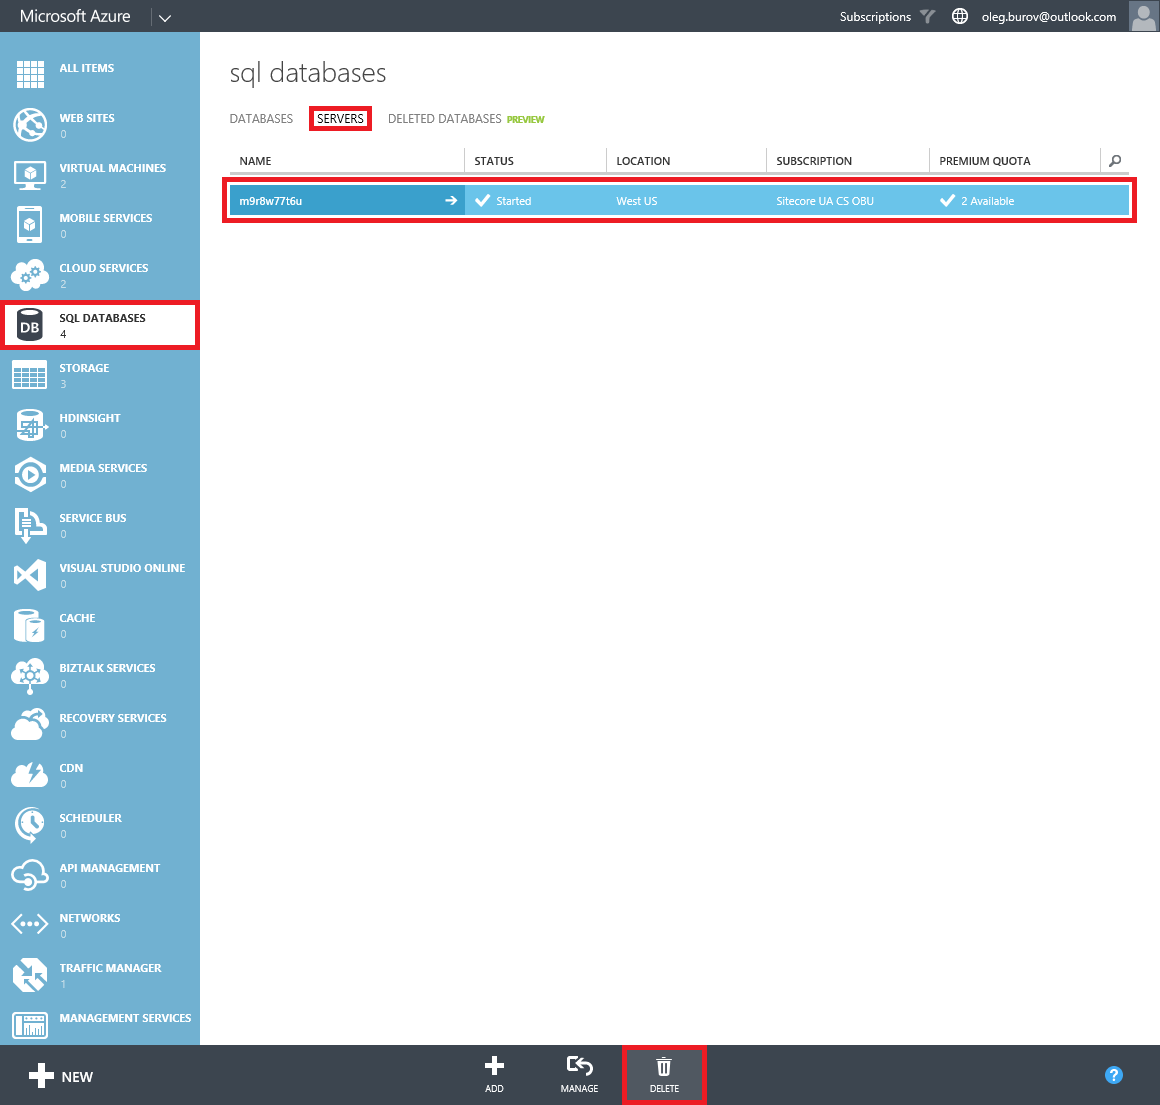 Microsoft Azure
Subscriptions
oleg.burov@outlook.com
ALL ITEMS
WEB SITES
0
VIRTUAL MACHINES
2
MOBILE SERVICES
0
CLOUD SERVICES
2
DB
SQL DATABASES
4
STORAGE
3
HDINSIGHT
0
MEDIA SERVICES
0
SERVICE BUS
0
VISUAL STUDIO ONLINE
0
CACHE
0
BIZTALK SERVICES
0
RECOVERY SERVICES
0
CDN
0
SCHEDULER
0
API MANAGEMENT
0
NETWORKS
0
TRAFFIC MANAGER
1
MANAGEMENT SERVICES
sql databases
DATABASES SERVERS DELETED DATABASES PREVIEW
NAME STATUS LOCATION SUBSCRIPTION PREMIUM QUOTA
m9r8w77t6u Started West US Sitecore UA CS OBU 2 Available
NEW
ADD
MANAGE
DELETE
?